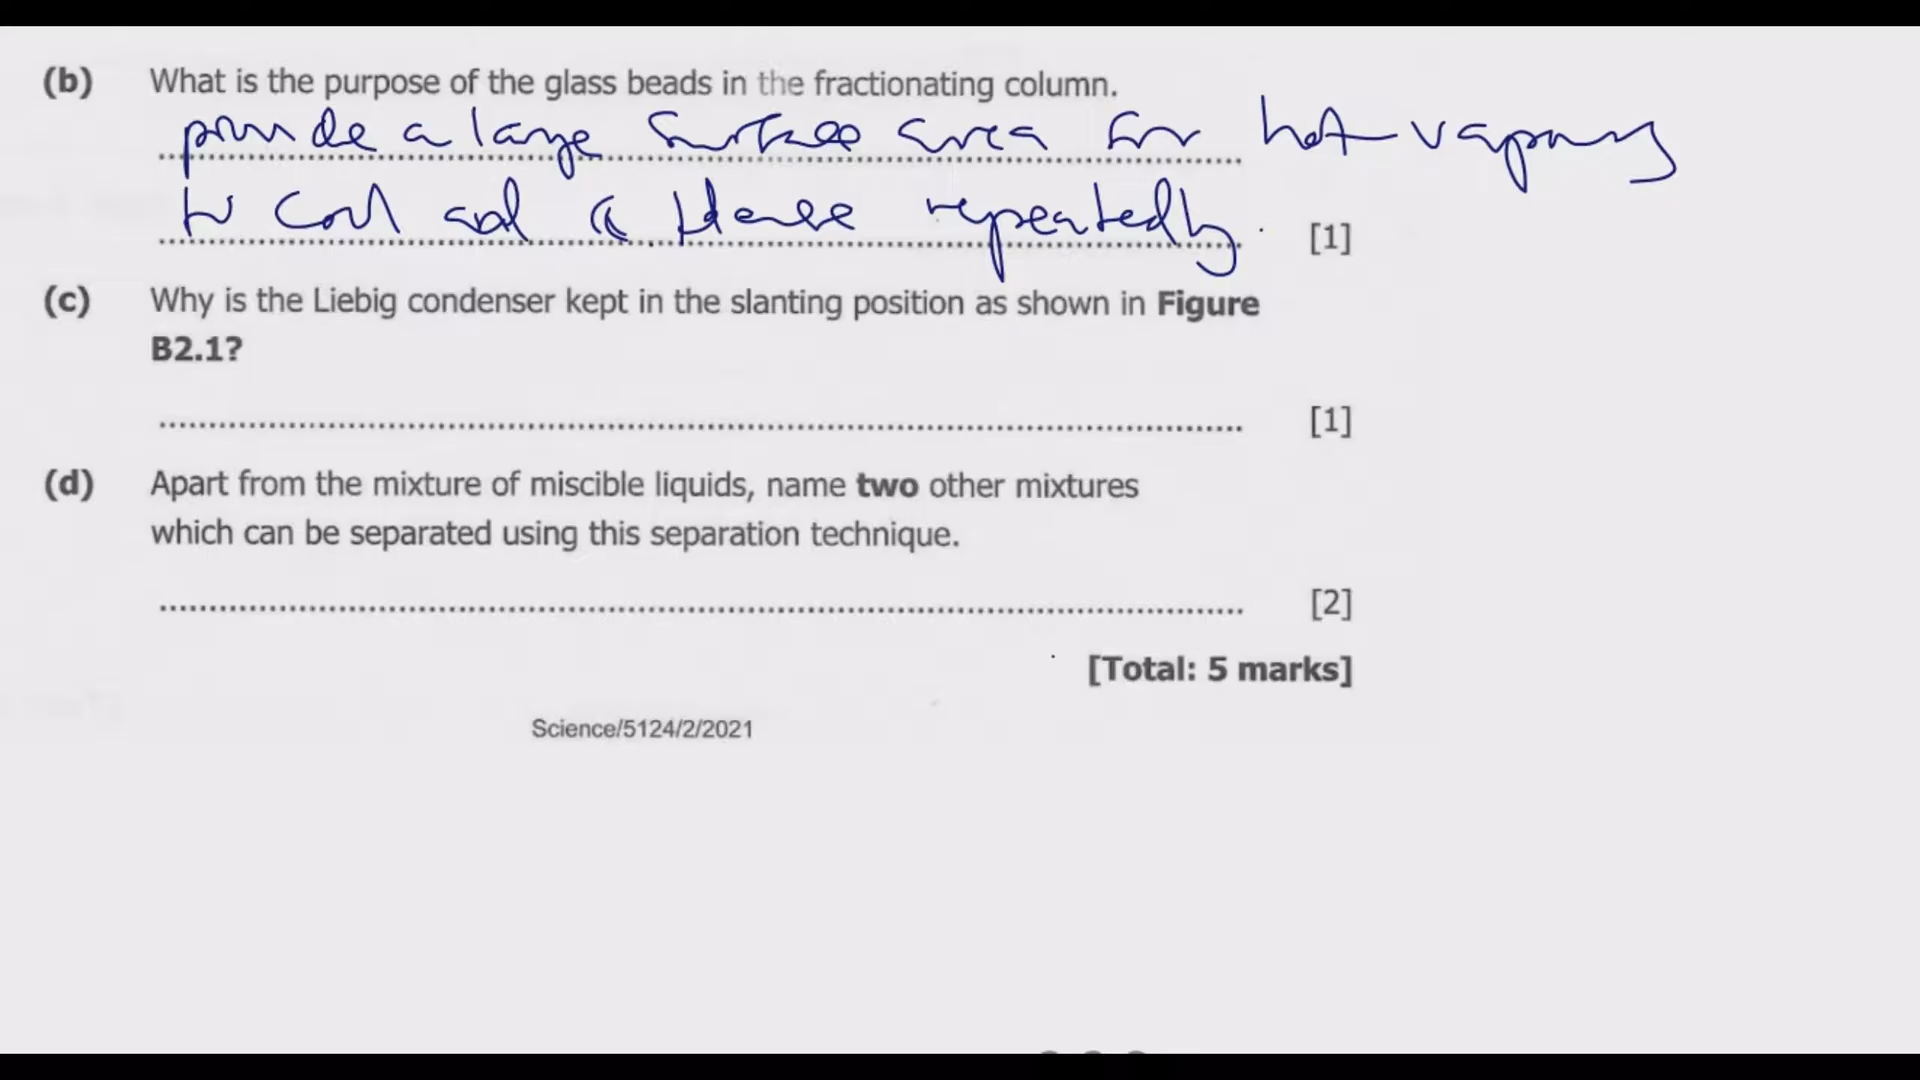 (b) What is the purpose of the glass beads in the fractionating column.
provide a large surface area for hot vapours
to cool and repeatedly. [1]
(c) Why is the Liebig condenser kept in the slanting position as shown in Figure
B2.1?
[1]
(d) Apart from the mixture of miscible liquids, name two other mixtures
which can be separated using this separation technique.
[2]
[Total: 5 marks]
Science/5124/2/2021